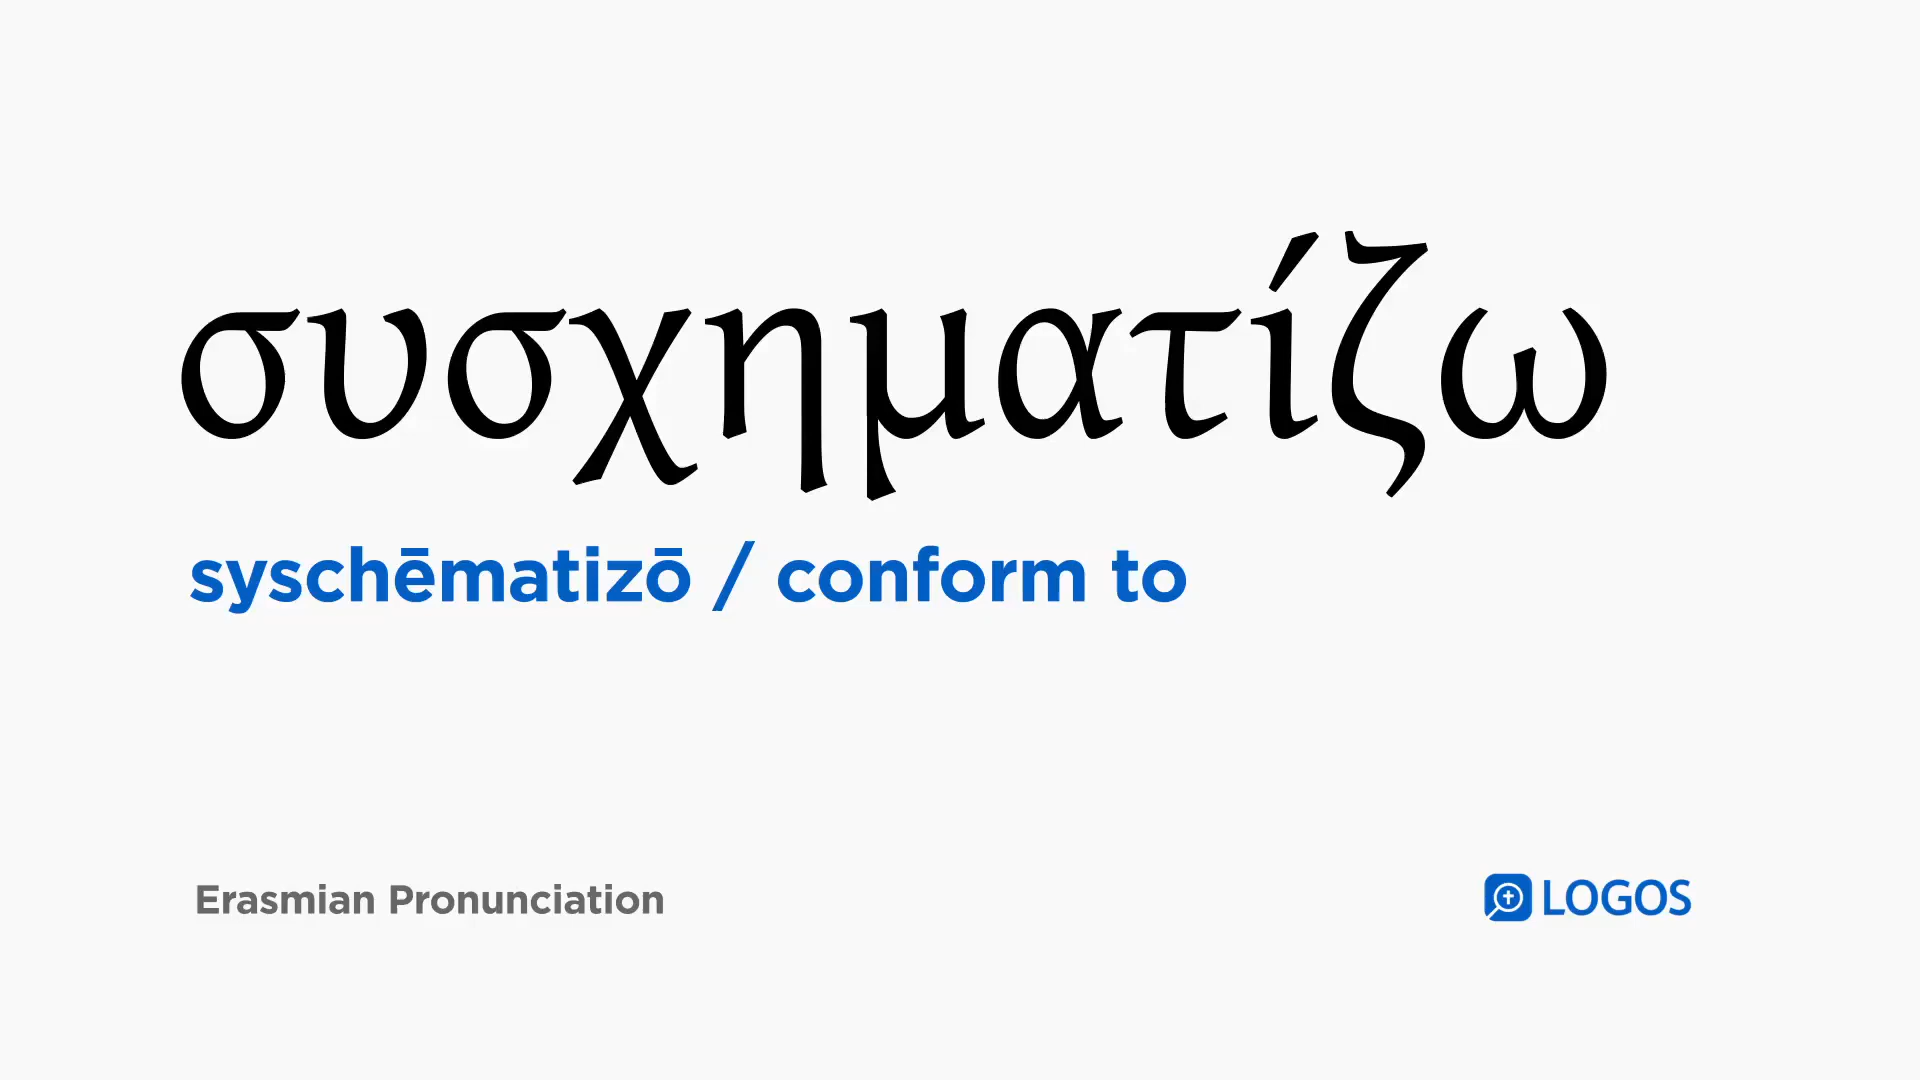 συσχηματίζω
syschēmatizō / conform to
Erasmian Pronunciation
LOGOS